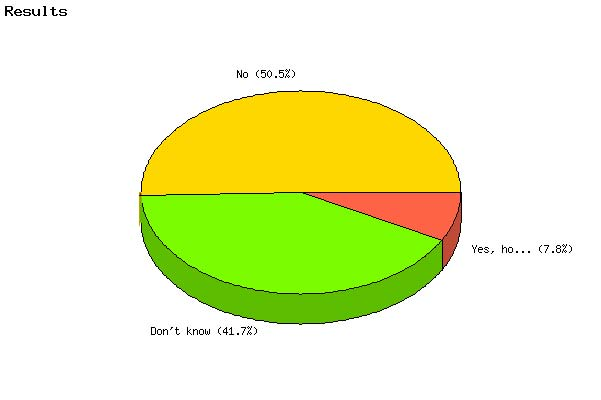 Results
No (50.5%)
Yes, ho... (7.8%)
Don't know (41.7%)